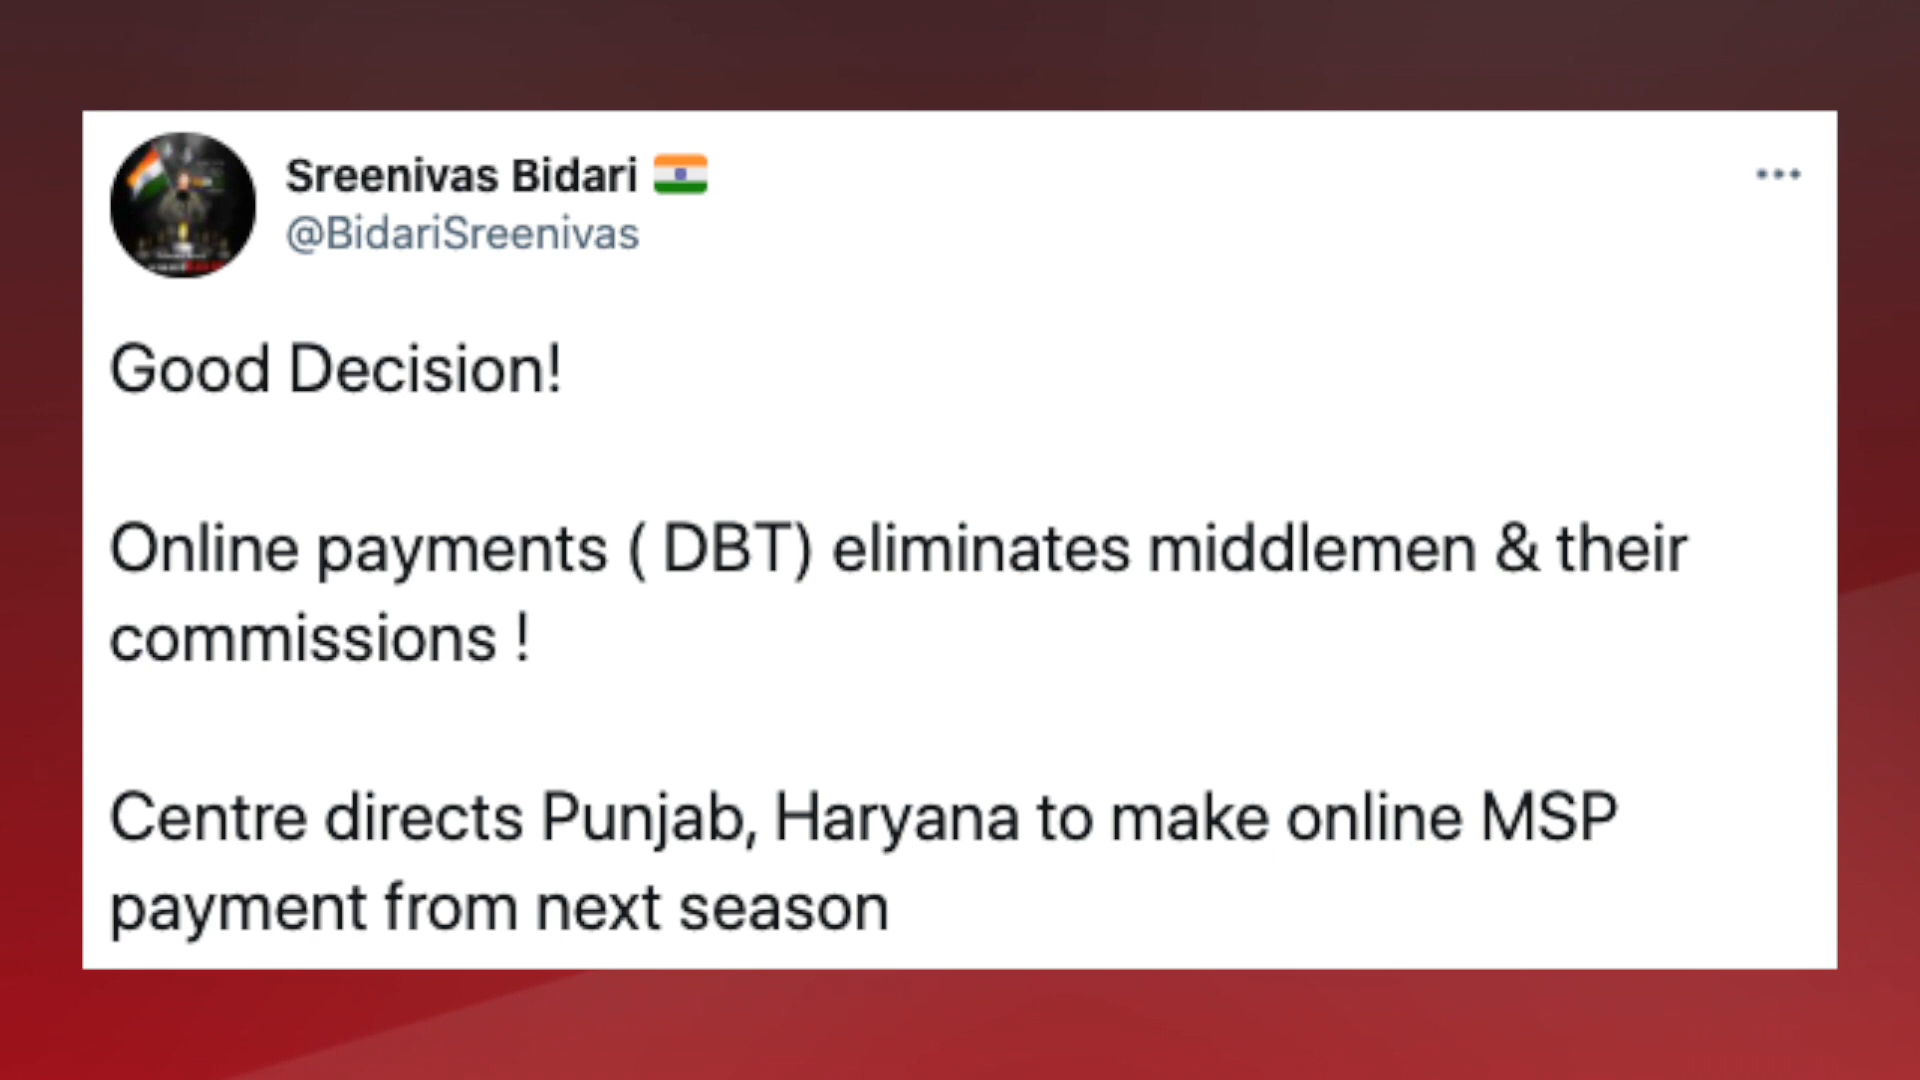 Sreenivas Bidari 🇮🇳
@BidariSreenivas
Good Decision!
Online payments ( DBT) eliminates middlemen & their
commissions !
Centre directs Punjab, Haryana to make online MSP
payment from next season